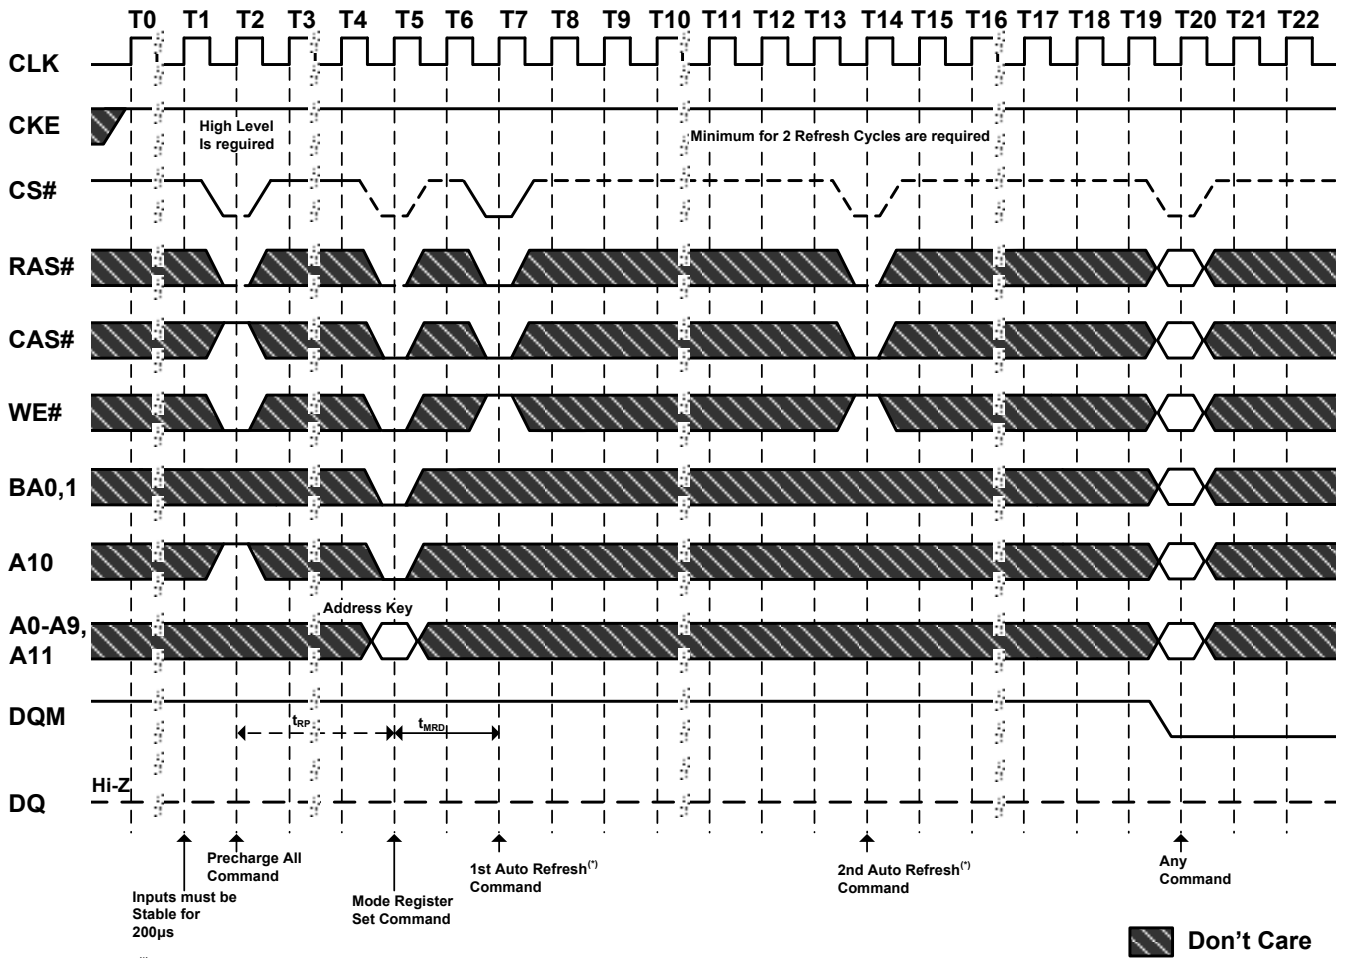 T0 T1 T2 T3 T4 T5 T6 T7 T8 T9 T10 T11 T12 T13 T14 T15 T16 T17 T18 T19 T20 T21 T22
CLK
CKE
High Level
Is reguired
Minimum for 2 Refresh Cycles are required
CS#
RAS#
CAS#
WE#
BA0,1
A10
Address Key
A0-A9,
A11
DQM
tRP
tMRD
Hi-Z
DQ
Precharge All
Command
Inputs must be
Stable for
200µs
Mode Register
Set Command
1st Auto Refresh(*)
Command
2nd Auto Refresh(*)
Command
Any
Command
Don't Care